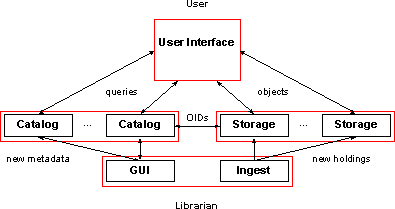 User
User Interface
queries
objects
OIDs
Catalog
...
Catalog
Storage
...
Storage
new metadata
new holdings
GUI
Ingest
Librarian